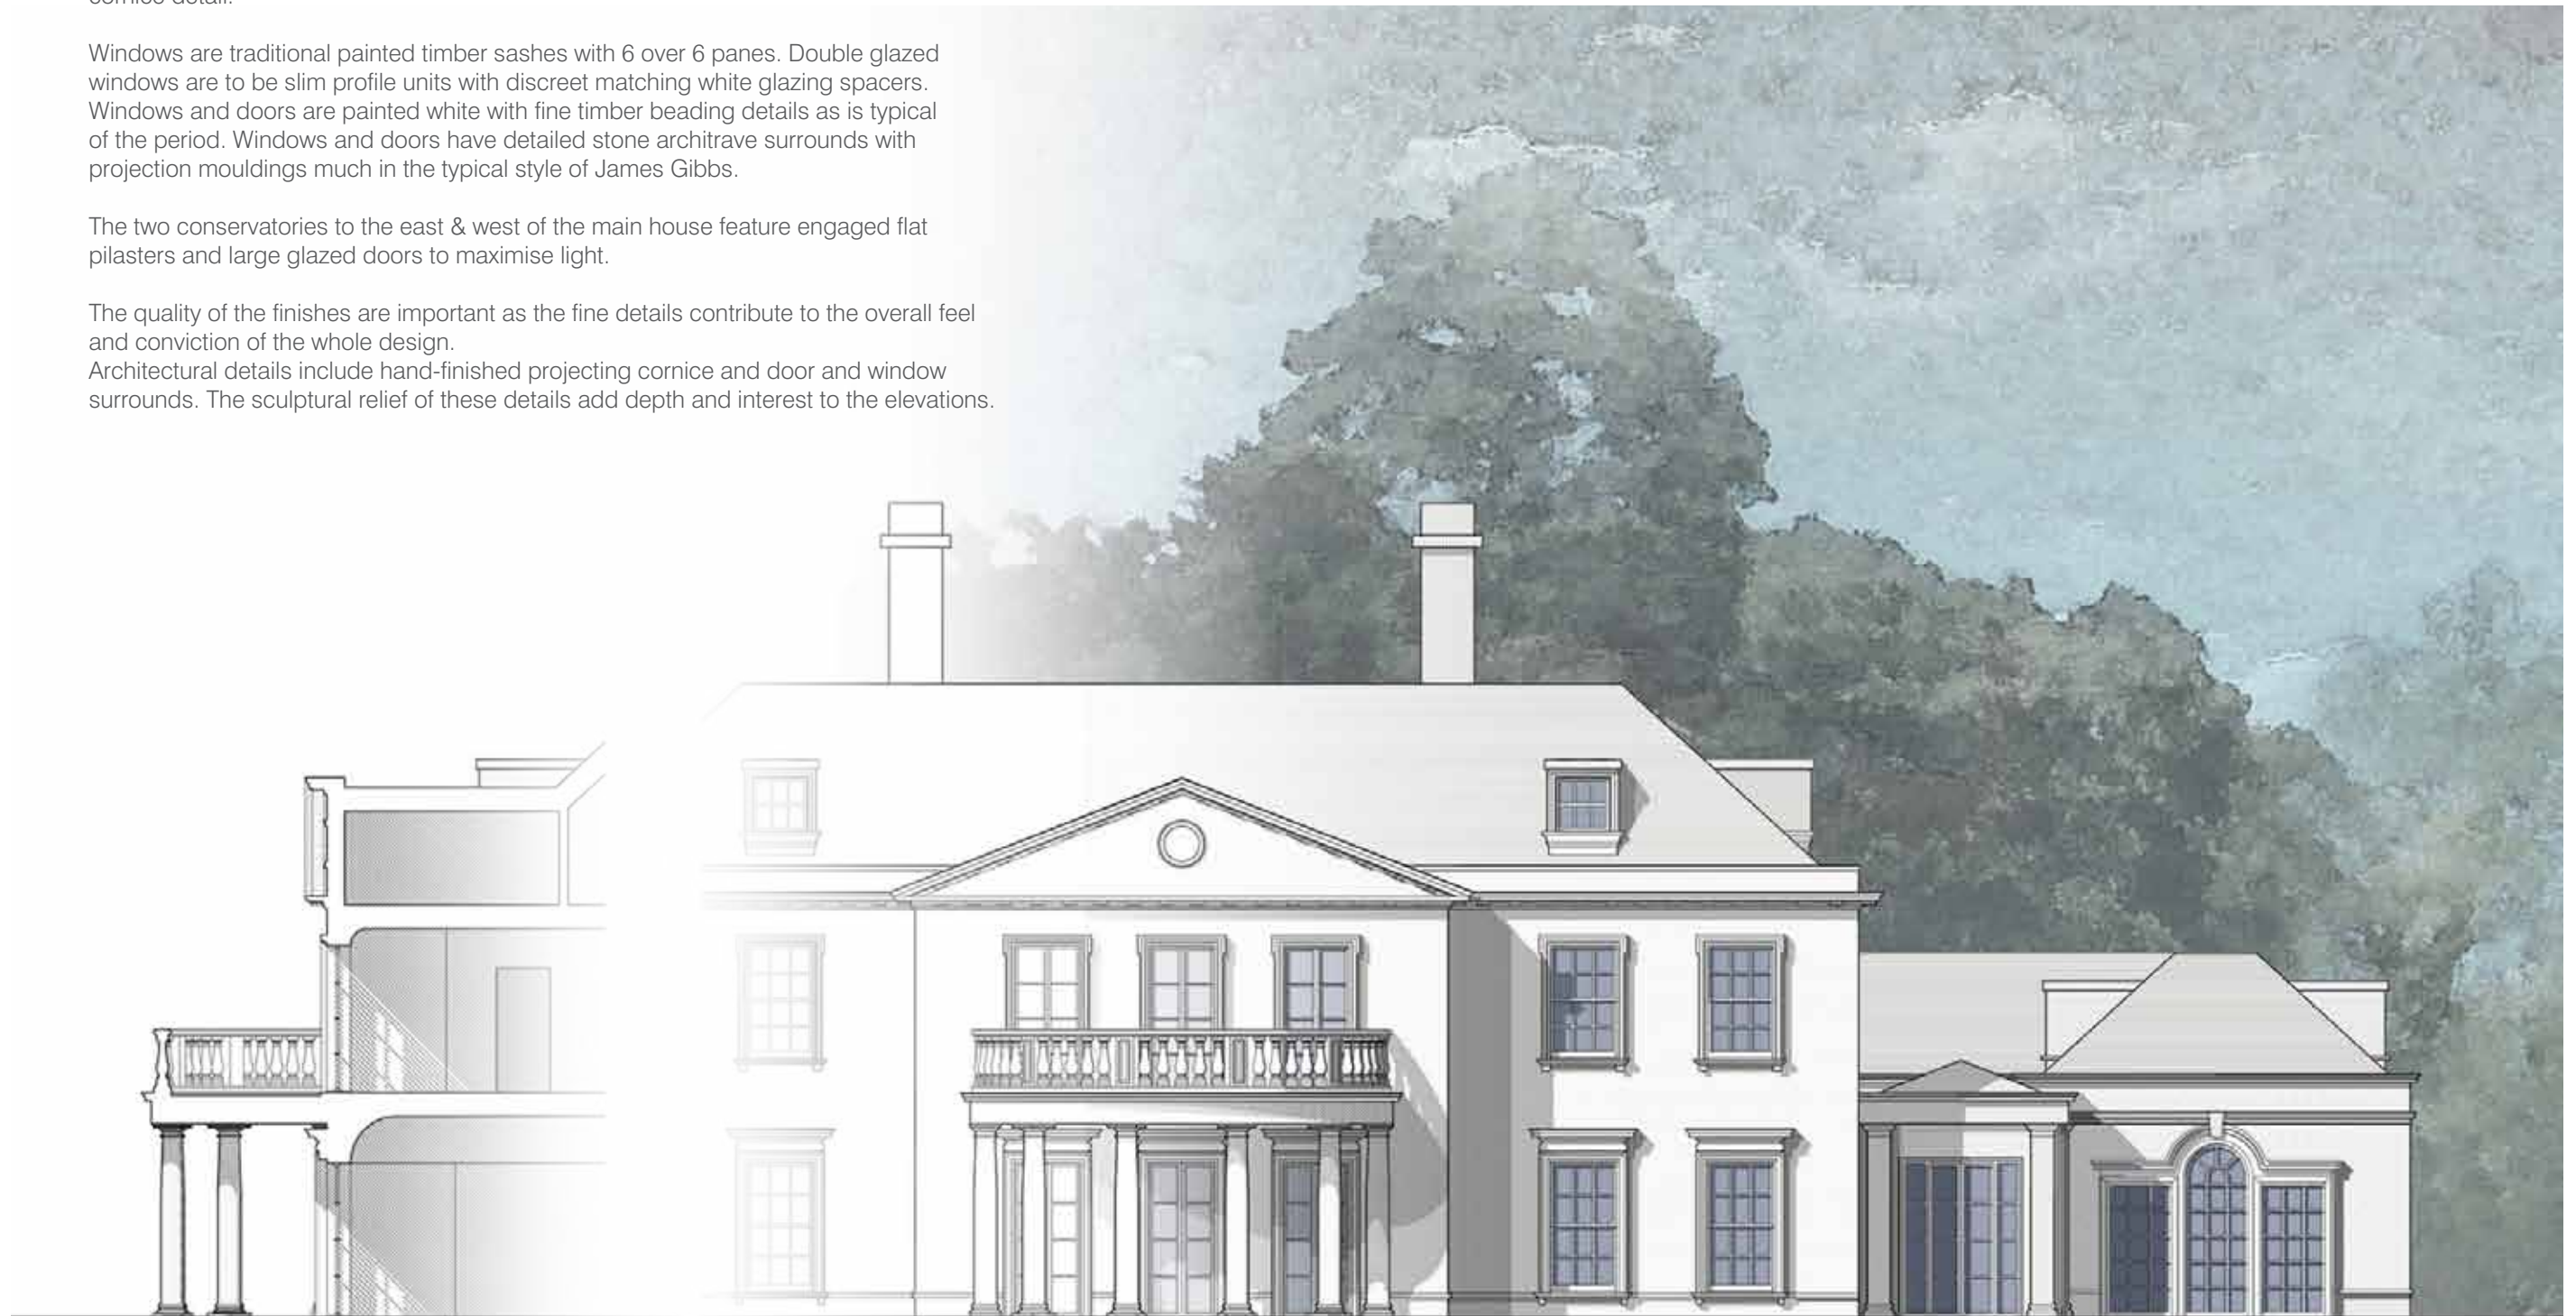 cornice detail.
Windows are traditional painted timber sashes with 6 over 6 panes. Double glazed
windows are to be slim profile units with discreet matching white glazing spacers.
Windows and doors are painted white with fine timber beading details as is typical
of the period. Windows and doors have detailed stone architrave surrounds with
projection mouldings much in the typical style of James Gibbs.
The two conservatories to the east & west of the main house feature engaged flat
pilasters and large glazed doors to maximise light.
The quality of the finishes are important as the fine details contribute to the overall feel
and conviction of the whole design.
Architectural details include hand-finished projecting cornice and door and window
surrounds. The sculptural relief of these details add depth and interest to the elevations.